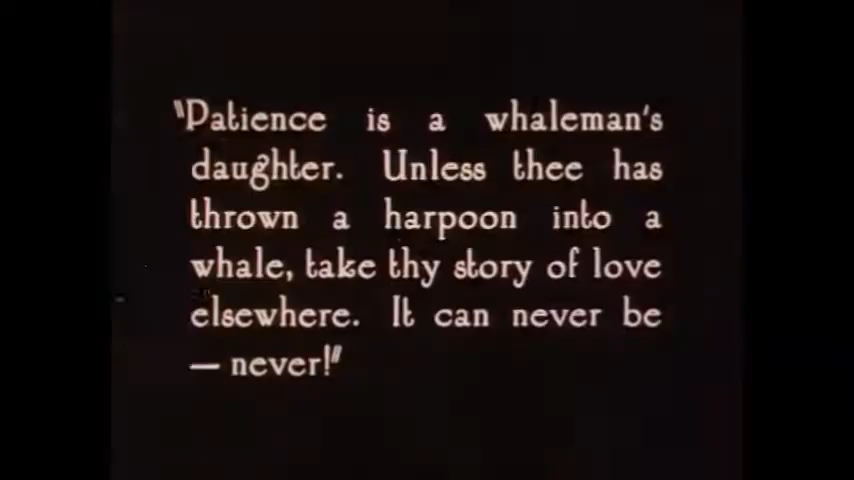 "Patience is a whaleman's
daughter. Unless thee has
thrown a harpoon into a
whale, take thy story of love
elsewhere. It can never be
— never!"